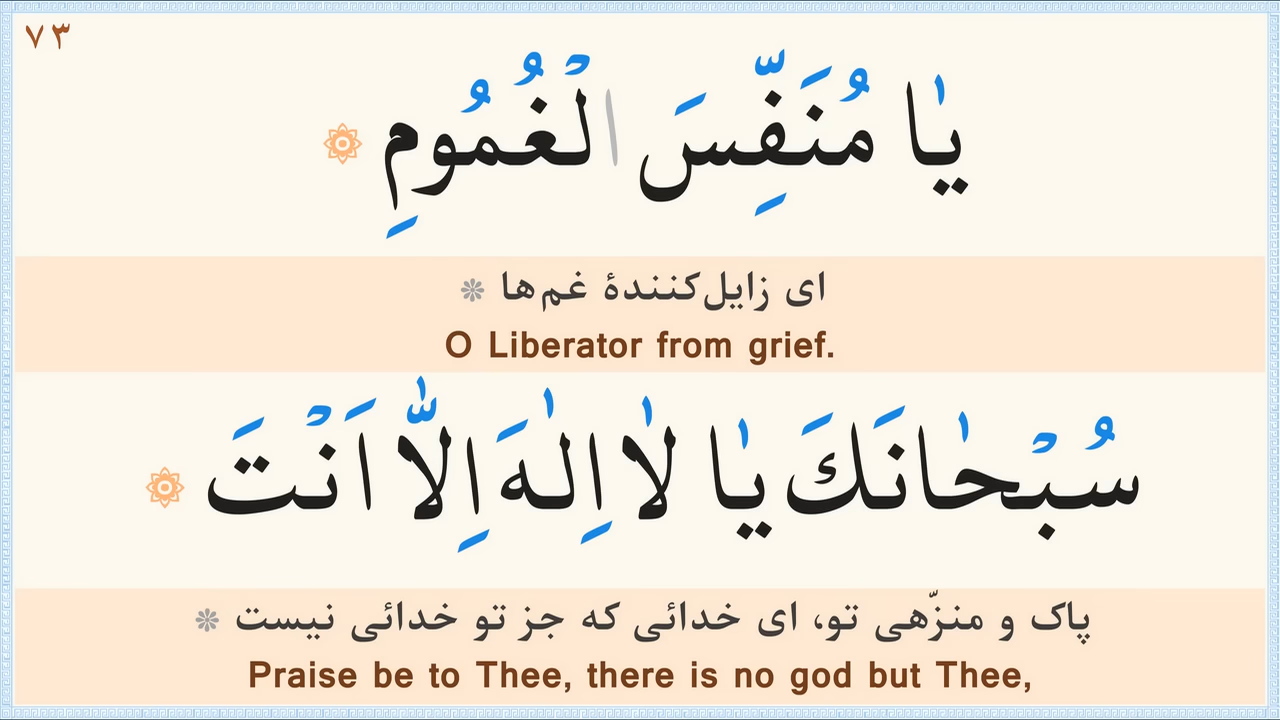 ۷۳
يٰا مُنَفِّسَ الْغُمُومِ
ای زایل‌کنندهٔ غم‌ها
O Liberator from grief.
سُبْحٰانَكَ يٰا لٰا اِلٰهَ اِلّٰا اَنْتَ
پاک و منزّهی تو، ای خدائی که جز تو خدائی نیست
Praise be to Thee, there is no god but Thee,